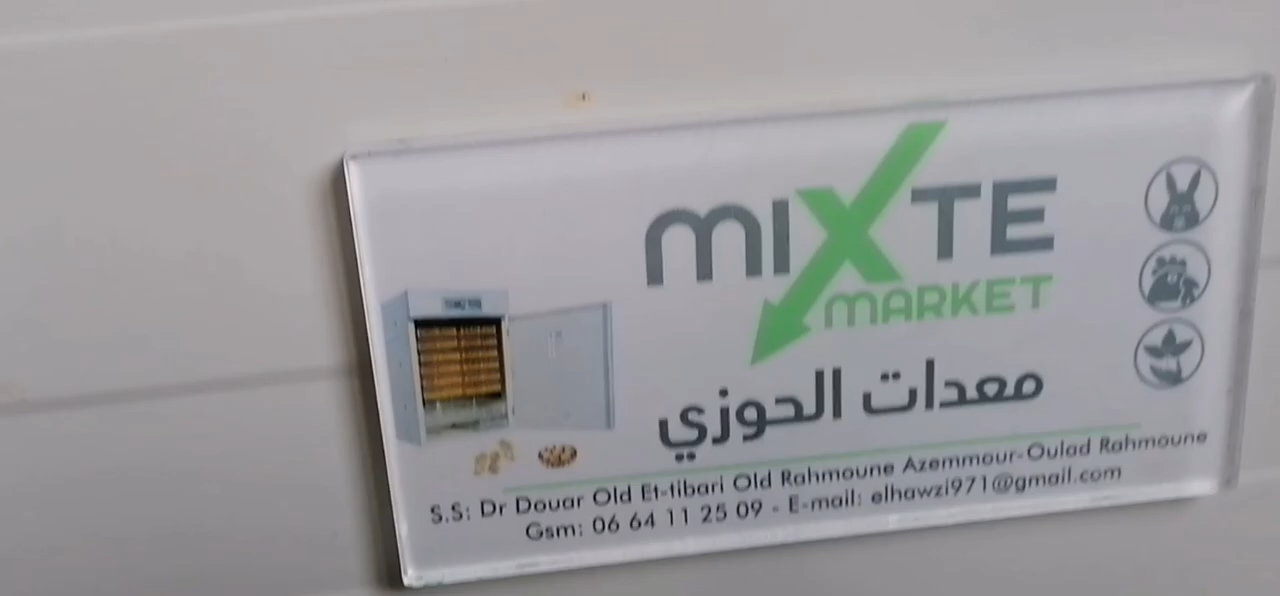 MIXTE
MARKET
معدات الحوزي
S.S: Dr Douar Old Et-tibari Old Rahmoune Azemmour-Oulad Rahmoune
Gsm: 06 64 11 25 09 - E-mail: elhawzi971@gmail.com